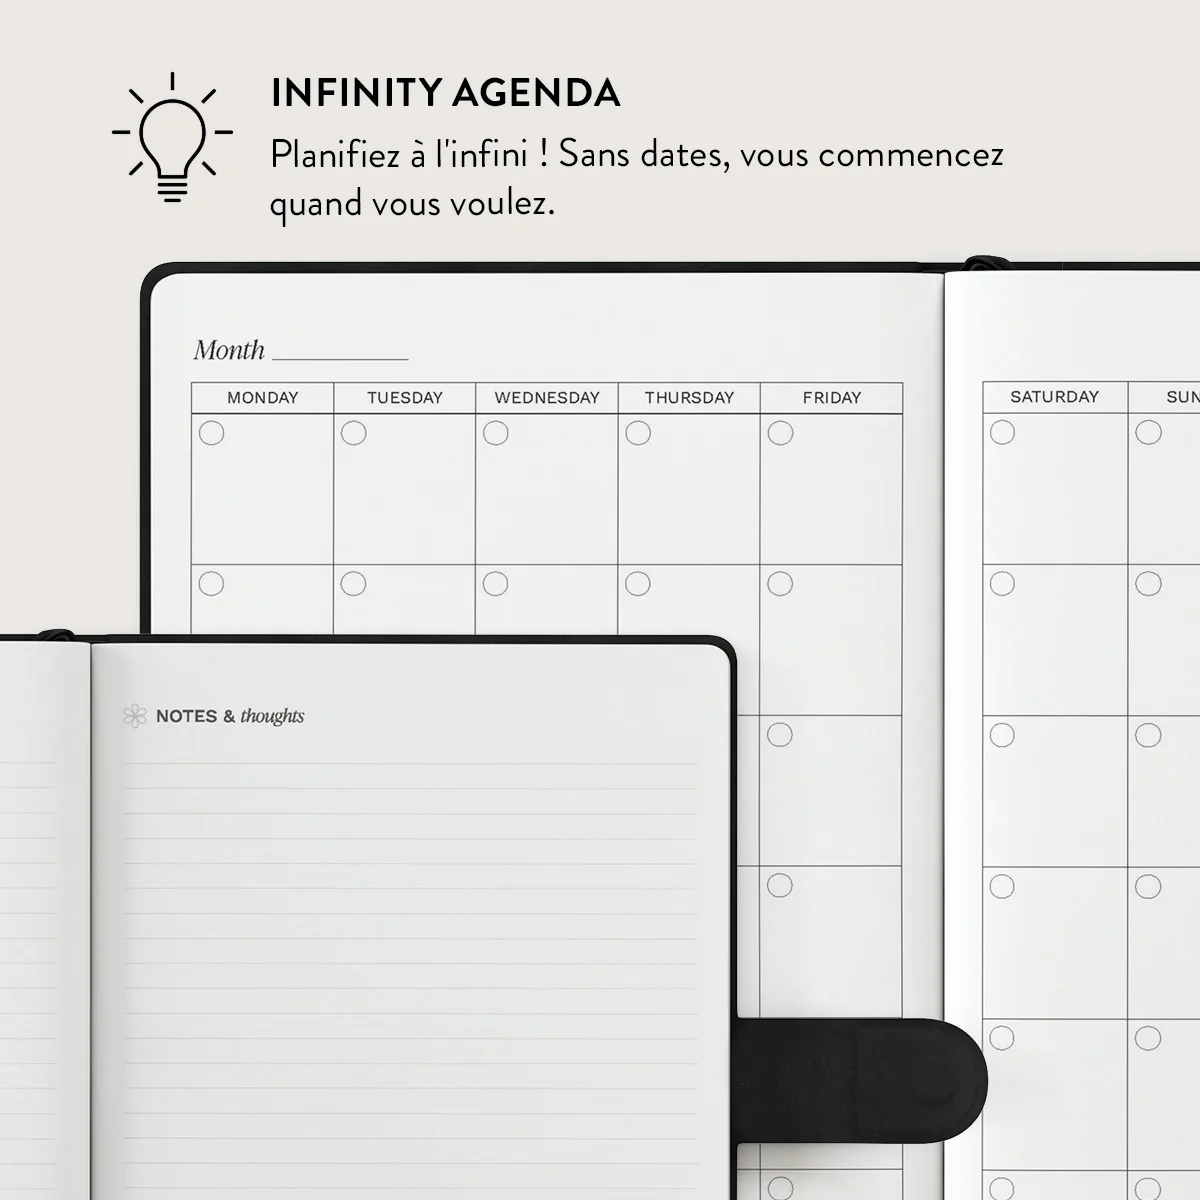 INFINITY AGENDA
Planifiez à l'infini ! Sans dates, vous commencez
quand vous voulez.
Month
MONDAY TUESDAY WEDNESDAY THURSDAY FRIDAY SATURDAY SUN
NOTES & thoughts